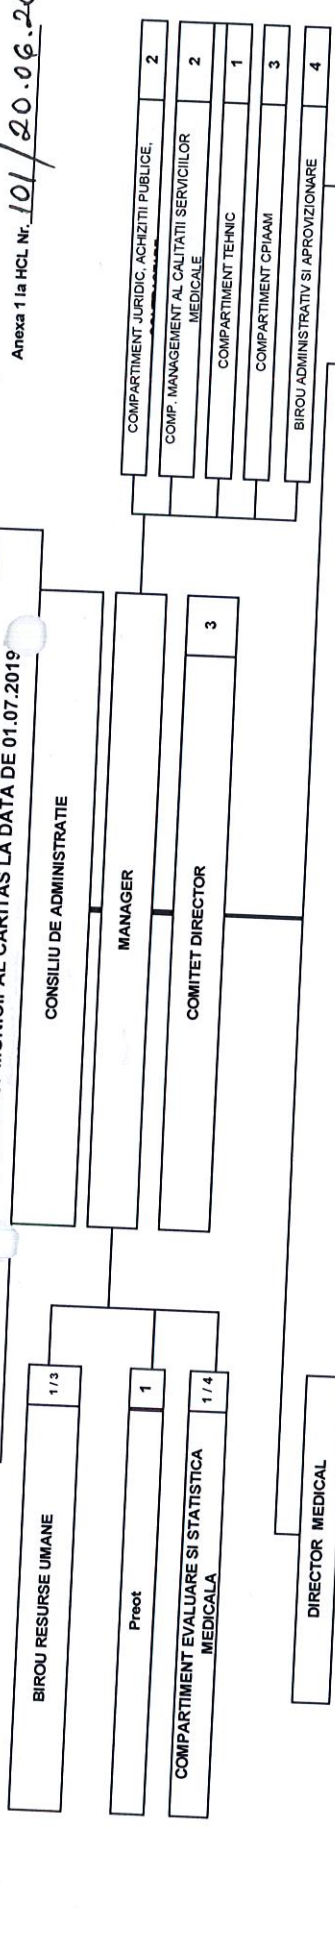 Anexa 1 la HCL Nr. 101/20.06.20
AL CARITAS LA DATA DE 01.07.2019
CONSILIU DE ADMINISTRATIE
MANAGER
COMITET DIRECTOR 3
BIROU RESURSE UMANE 1/3
Preot 1
COMPARTIMENT EVALUARE SI STATISTICA
MEDICALA 1/4
COMPARTIMENT JURIDIC, ACHIZITII PUBLICE, 2
COMP. MANAGEMENT AL CALITATII SERVICIILOR
MEDICALE 2
COMPARTIMENT TEHNIC 1
COMPARTIMENT CPIAAM 3
BIROU ADMINISTRATIV SI APROVIZIONARE 4
DIRECTOR MEDICAL